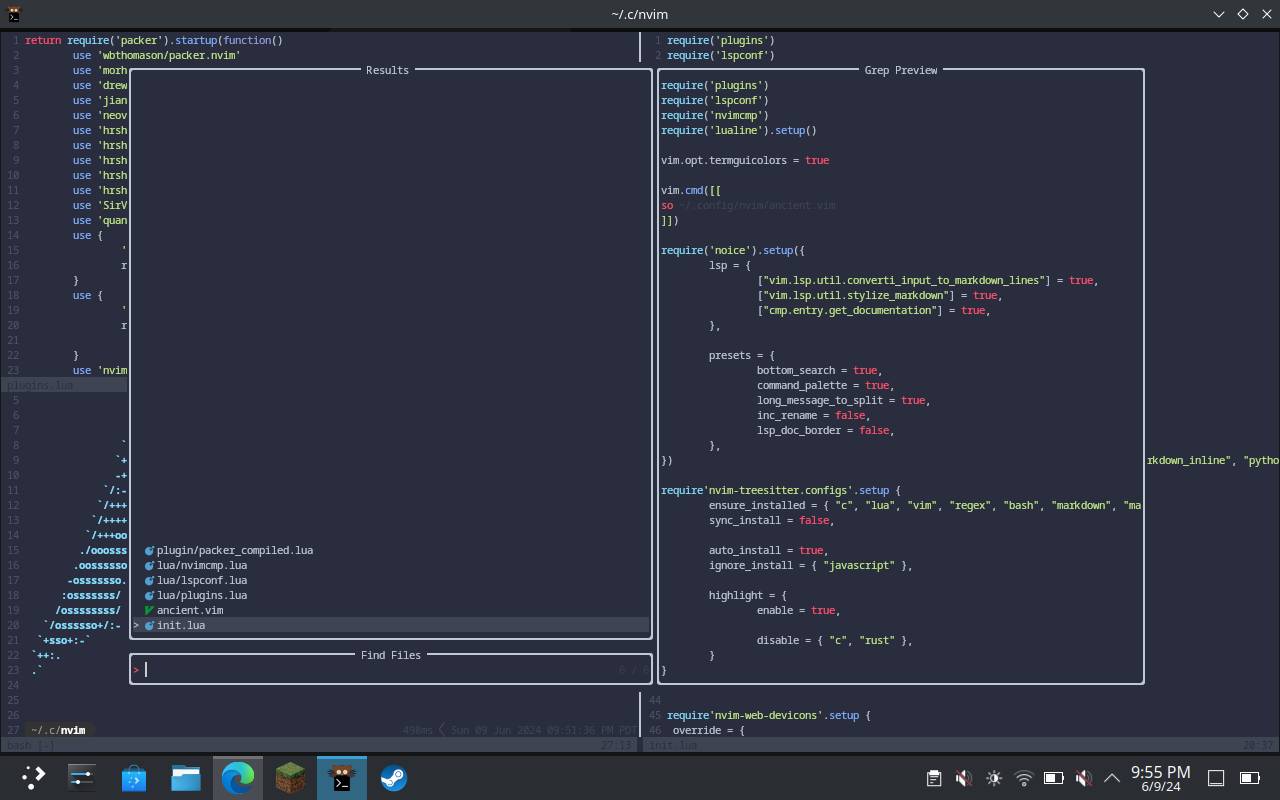 ~/.c/nvim
1 return require('packer').startup(function()
2 use 'wbthomason/packer.nvim'
3 use 'morh
4 use 'drew
5 use 'jian
6 use 'neov
7 use 'hrsh
8 use 'hrsh
9 use 'hrsh
10 use 'hrsh
11 use 'hrsh
12 use 'SirV
13 use 'quan
14 use {
15 '
16 r
17 }
18 use {
19 '
20 r
21
22 }
23 use 'nvim
plugins.lua
5
6
7
8 `
9 `+
10 -+
11 `/:-
12 `/+++
13 `/++++
14 `/+++oo
15 ./ooosss
16 .oossssso
17 -osssssso.
18 :osssssss/
19 /ossssssss/
20 `/ossssso+/:-
21 `+sso+:-`
22 `++:.
23 .`
24
25
26
27 ~/.c/nvim
498ms Sun 09 Jun 2024 09:51:36 PM PDT
bash [-] 27:13
Results
plugin/packer_compiled.lua
lua/nvimcmp.lua
lua/lspconf.lua
lua/plugins.lua
ancient.vim
> init.lua
Find Files
>
6 / 6
1 require('plugins')
2 require('lspconf')
Grep Preview
require('plugins')
require('lspconf')
require('nvimcmp')
require('lualine').setup()
vim.opt.termguicolors = true
vim.cmd([[
so ~/.config/nvim/ancient.vim
]])
require('noice').setup({
lsp = {
["vim.lsp.util.converti_input_to_markdown_lines"] = true,
["vim.lsp.util.stylize_markdown"] = true,
["cmp.entry.get_documentation"] = true,
},
presets = {
bottom_search = true,
command_palette = true,
long_message_to_split = true,
inc_rename = false,
lsp_doc_border = false,
},
})
require'nvim-treesitter.configs'.setup {
ensure_installed = { "c", "lua", "vim", "regex", "bash", "markdown", "ma
sync_install = false,
auto_install = true,
ignore_install = { "javascript" },
highlight = {
enable = true,
disable = { "c", "rust" },
}
}
rkdown_inline", "pytho
44
45 require'nvim-web-devicons'.setup {
46 override = {
init.lua 20:37
9:55 PM
6/9/24